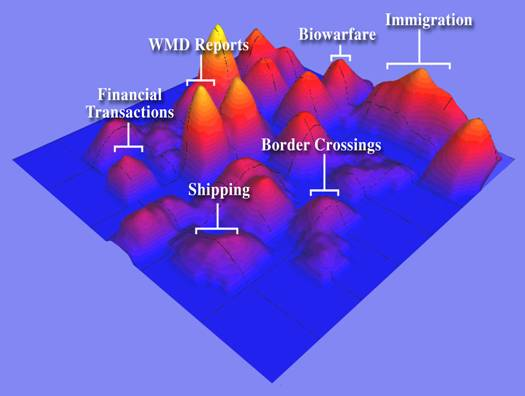 Immigration
Biowarfare
WMD Reports
Financial
Transactions
Border Crossings
Shipping